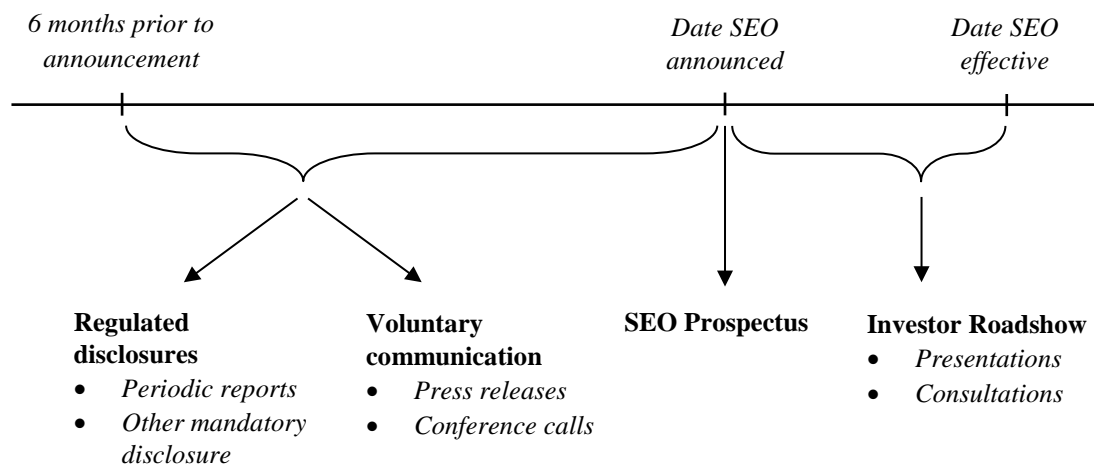 6 months prior to
announcement
Date SEO
announced
Date SEO
effective
Regulated
disclosures
• Periodic reports
• Other mandatory
disclosure
Voluntary
communication
• Press releases
• Conference calls
SEO Prospectus
Investor Roadshow
• Presentations
• Consultations